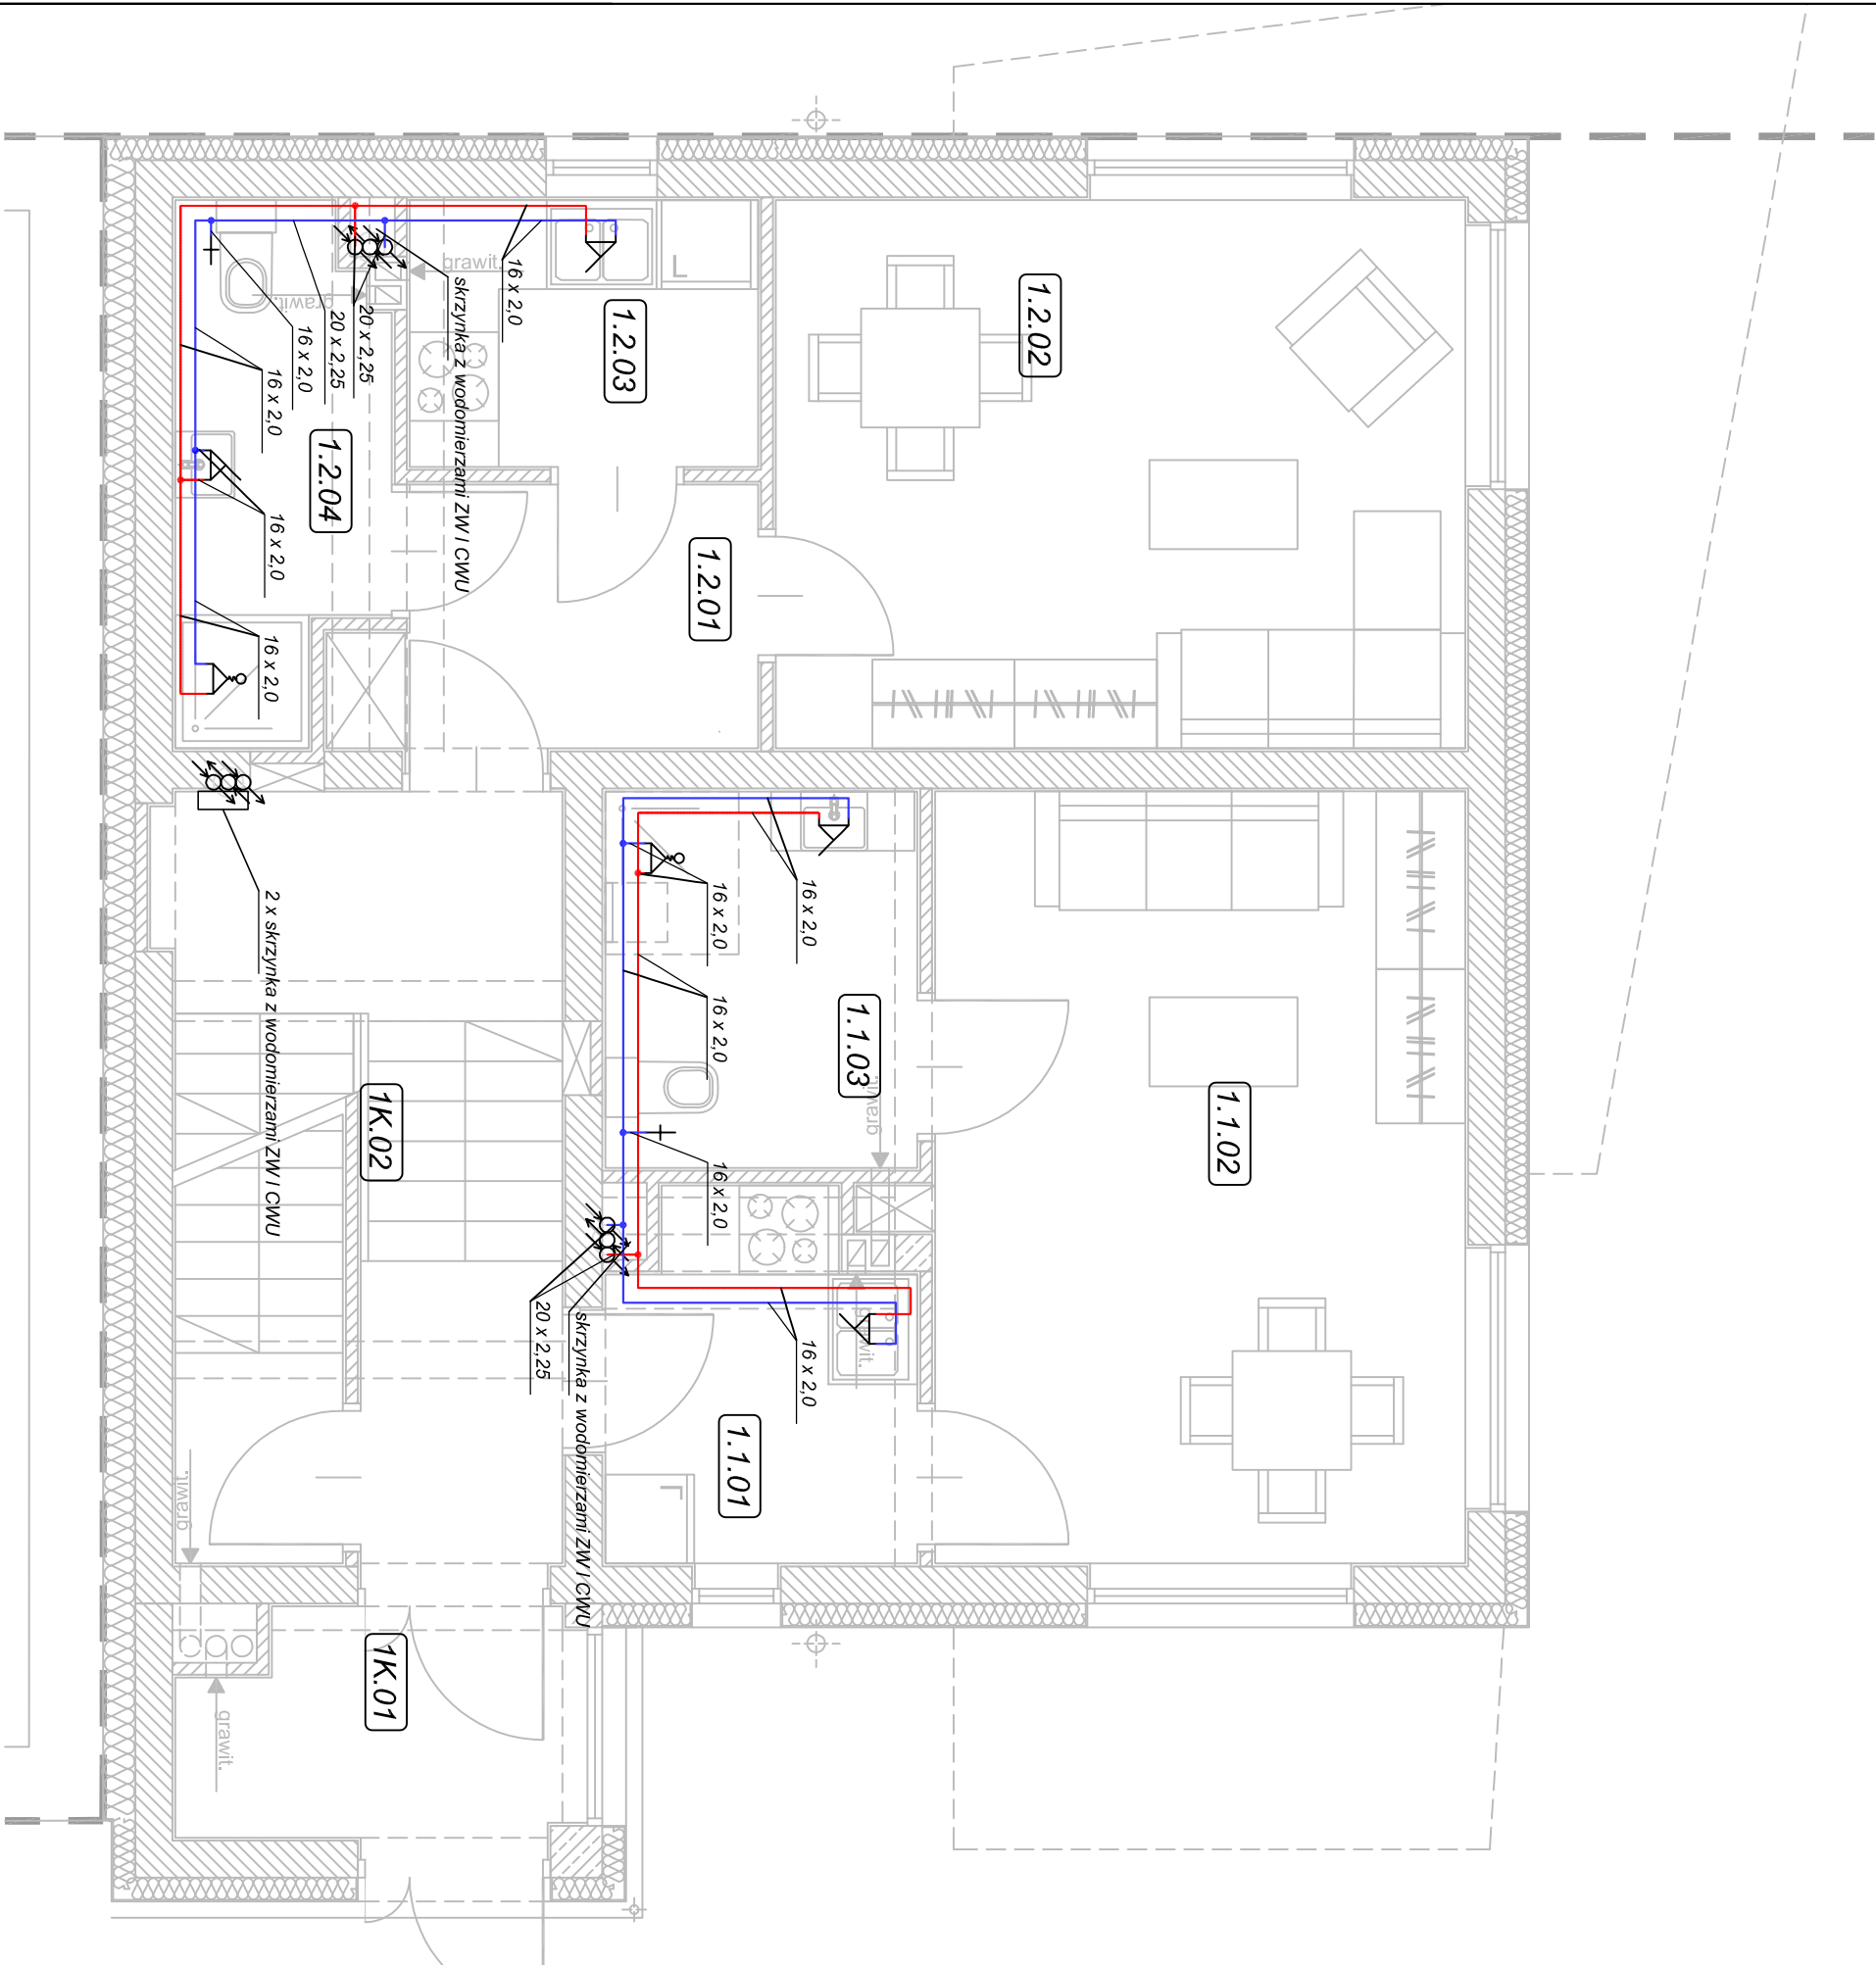 1.2.02
1.2.03
1.2.04
1.2.01
16 x 2,0
skrzynka z wodomierzami ZW I CWU
20 x 2,25
20 x 2,25
16 x 2,0
16 x 2,0
16 x 2,0
16 x 2,0
grawit.
grawit.
2 x skrzynka z wodomierzami ZW I CWU
16 x 2,0
16 x 2,0
16 x 2,0
16 x 2,0
1.1.03
grawit.
1.1.02
1K.02
20 x 2,25
skrzynka z wodomierzami ZW I CWU
16 x 2,0
grawit.
1.1.01
grawit.
1K.01
grawit.
L
L